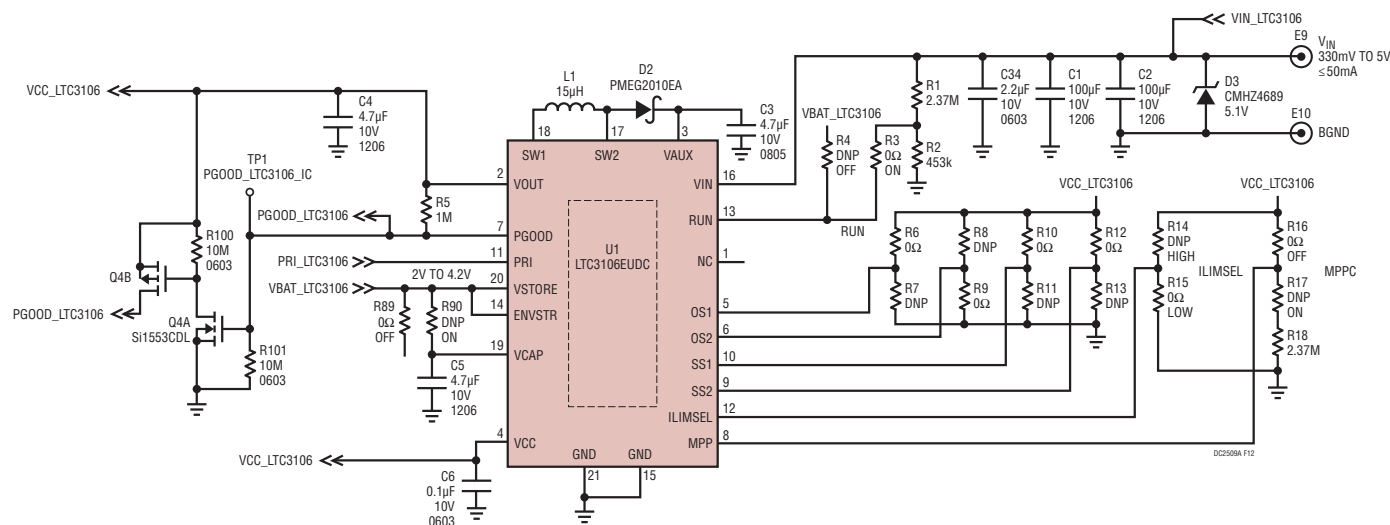 VIN_LTC3106
E9
VIN
330mV TO 5V
≤50mA
VCC_LTC3106
C4
4.7µF
10V
1206
L1
15µH
D2
PMEG2010EA
C3
4.7µF
10V
0805
VBAT_LTC3106
R4
DNP
OFF
R3
0Ω
ON
R1
2.37M
R2
453k
C34
2.2µF
10V
0603
C1
100µF
10V
1206
C2
100µF
10V
1206
D3
CMHZ4689
5.1V
E10
BGND
TP1
PGOOD_LTC3106_IC
PGOOD_LTC3106
R5
1M
R100
10M
0603
Q4B
PGOOD_LTC3106
Q4A
Si1553CDL
R101
10M
0603
PRI_LTC3106
VBAT_LTC3106
2V TO 4.2V
R89
0Ω
OFF
R90
DNP
ON
C5
4.7µF
10V
1206
VCC_LTC3106
C6
0.1µF
10V
0603
18
17
3
SW1
SW2
VAUX
2
VOUT
7
PGOOD
11
PRI
20
VSTORE
14
ENVSTR
19
VCAP
4
VCC
U1
LTC3106EUDC
GND
GND
21
15
VIN
16
RUN
13
RUN
NC
1
OS1
5
OS2
6
SS1
10
SS2
9
ILIMSEL
12
MPP
8
VCC_LTC3106
R6
0Ω
R8
DNP
R10
0Ω
R12
0Ω
R7
DNP
R9
0Ω
R11
DNP
R13
DNP
VCC_LTC3106
R14
DNP
HIGH
ILIMSEL
R15
0Ω
LOW
R16
0Ω
OFF
MPPC
R17
DNP
ON
R18
2.37M
DC2509A F12